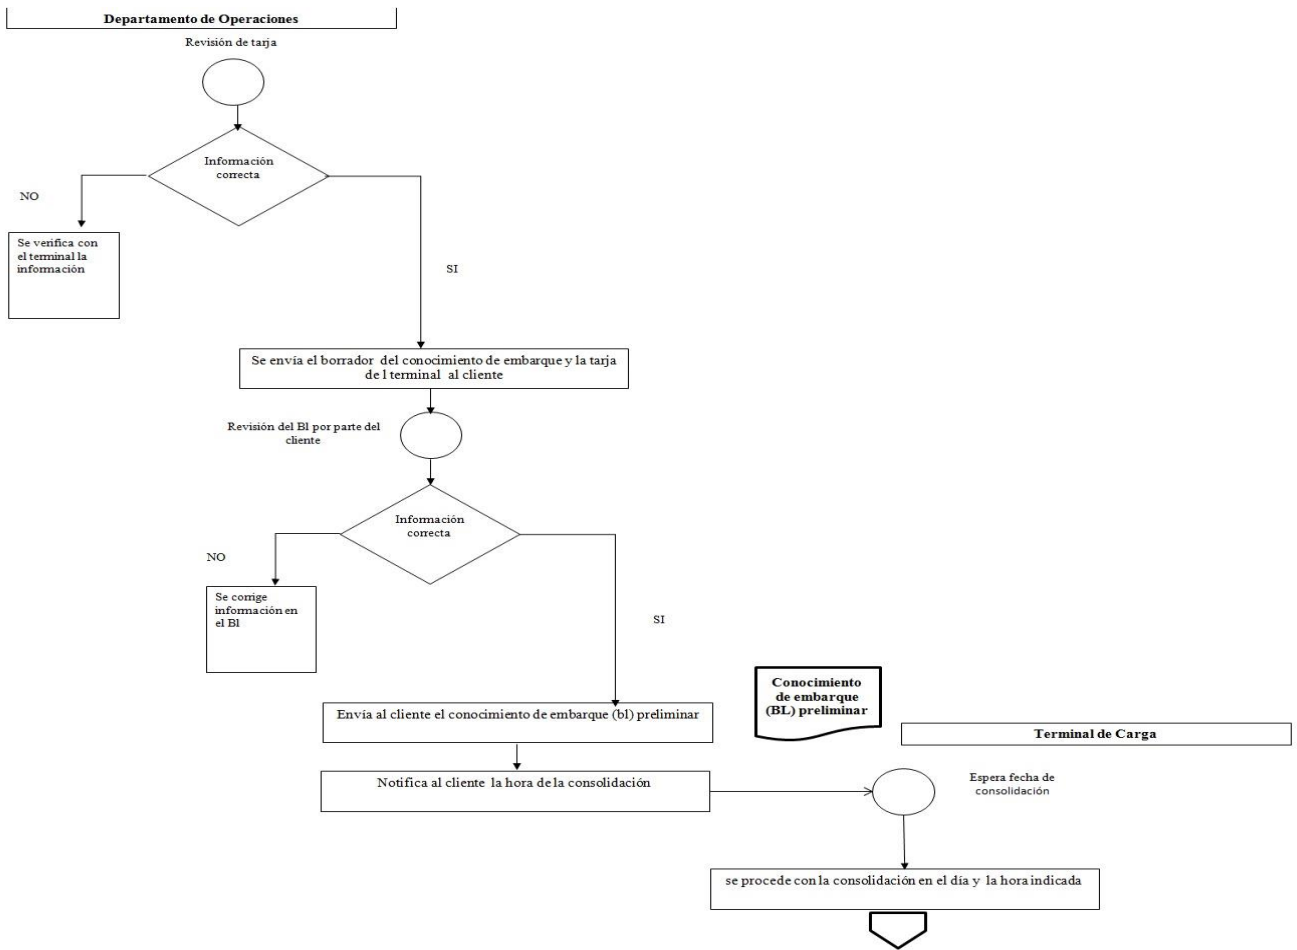 Departamento de Operaciones
Revisión de tarja
Información
correcta
NO
Se verifica con
el terminal la
información
SI
Se envía el borrador del conocimiento de embarque y la tarja
de l terminal al cliente
Revisión del Bl por parte del
cliente
Información
correcta
NO
Se corrige
información en
el Bl
SI
Conocimiento
de embarque
(BL) preliminar
Envía al cliente el conocimiento de embarque (bl) preliminar
Terminal de Carga
Notifica al cliente la hora de la consolidación
Espera fecha de
consolidación
se procede con la consolidación en el día y la hora indicada